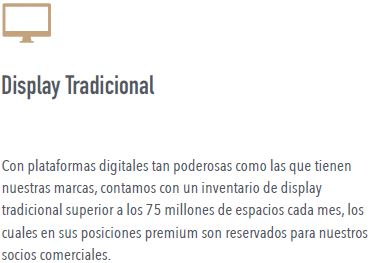 Display Tradicional
Con plataformas digitales tan poderosas como las que tienen
nuestras marcas, contamos con un inventario de display
tradicional superior a los 75 millones de espacios cada mes, los
cuales en sus posiciones premium son reservados para nuestros
socios comerciales.